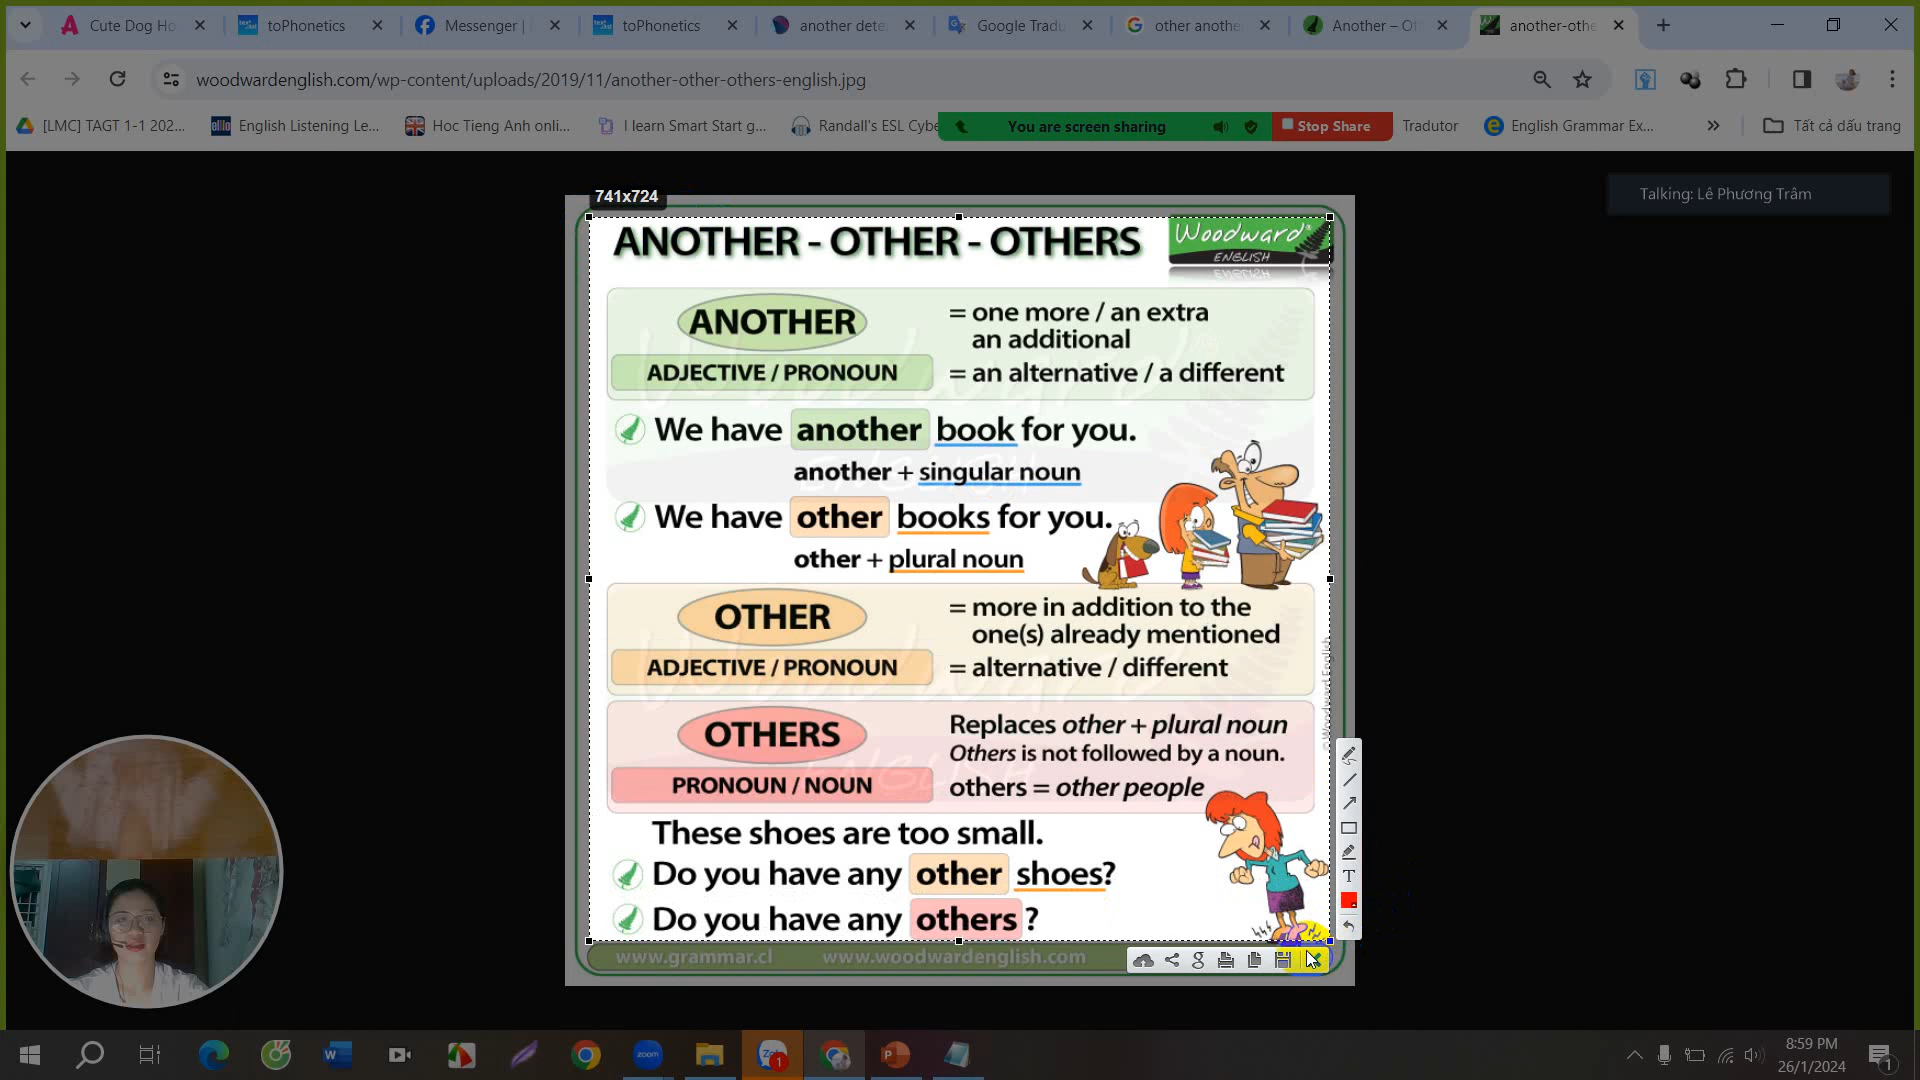 Cute Dog Ho
toPhonetics
Messenger |
toPhonetics
another dete
Google Tradu
other anothe
Another – Ot
another-othe
woodwardenglish.com/wp-content/uploads/2019/11/another-other-others-english.jpg
[LMC] TAGT 1-1 202...
English Listening Le...
Hoc Tieng Anh onli...
I learn Smart Start g...
Randall's ESL Cybe
You are screen sharing
Stop Share
Tradutor
English Grammar Ex...
Tất cả dấu trang
Talking: Lê Phương Trâm
741x724
ANOTHER - OTHER - OTHERS
Woodward®
ENGLISH
ANOTHER
= one more / an extra
an additional
ADJECTIVE / PRONOUN
= an alternative / a different
We have another book for you.
another + singular noun
We have other books for you.
other + plural noun
OTHER
= more in addition to the
one(s) already mentioned
ADJECTIVE / PRONOUN
= alternative / different
©Woodward English
OTHERS
Replaces other + plural noun
Others is not followed by a noun.
PRONOUN / NOUN
others = other people
These shoes are too small.
Do you have any other shoes?
Do you have any others?
www.grammar.cl
www.woodwardenglish.com
8:59 PM
26/1/2024